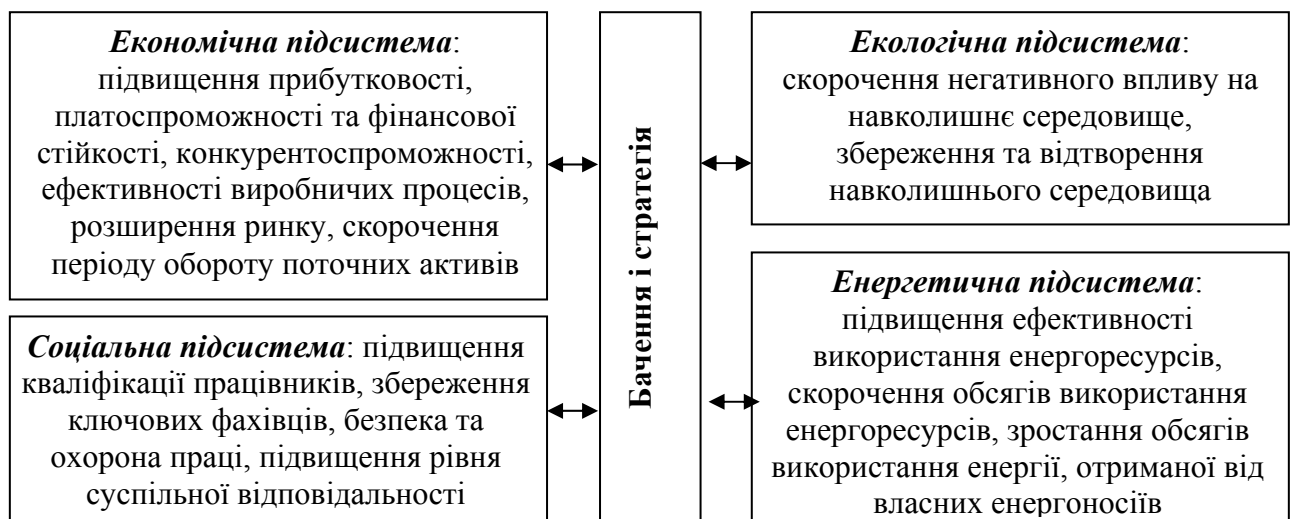 Економічна підсистема:
підвищення прибутковості,
платоспроможності та фінансової
стійкості, конкурентоспроможності,
ефективності виробничих процесів,
розширення ринку, скорочення
періоду обороту поточних активів
Соціальна підсистема: підвищення
кваліфікації працівників, збереження
ключових фахівців, безпека та
охорона праці, підвищення рівня
суспільної відповідальності
Бачення і стратегія
Екологічна підсистема:
скорочення негативного впливу на
навколишнє середовище,
збереження та відтворення
навколишнього середовища
Енергетична підсистема:
підвищення ефективності
використання енергоресурсів,
скорочення обсягів використання
енергоресурсів, зростання обсягів
використання енергії, отриманої від
власних енергоносіїв